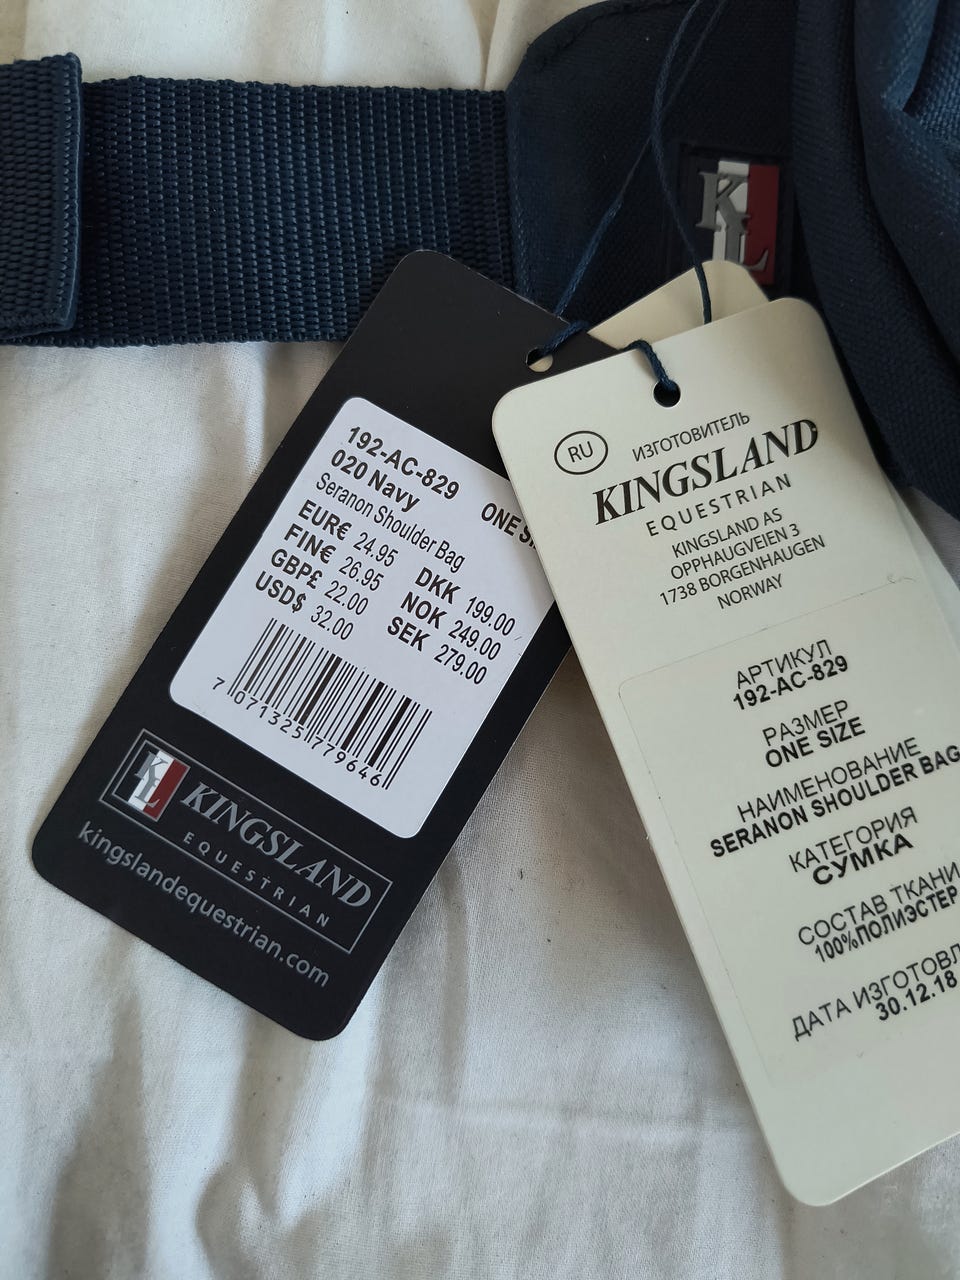 KL
192-AC-829
020 Navy
ONE
Seranon Shoulder Bag
EUR€ 24.95
DKK 199.00
FIN€ 26.95
NOK 249.00
GBP£ 22.00
SEK 279.00
USD$ 32.00
7 071325 779646
KL
KINGSLAND
EQUESTRIAN
kingslandequestrian.com
RU
ИЗГОТОВИТЕЛЬ
KINGSLAND
EQUESTRIAN
KINGSLAND AS
OPPHAUGVEIEN 3
1738 BORGENHAUGEN
NORWAY
АРТИКУЛ
192-AC-829
РАЗМЕР
ONE SIZE
НАИМЕНОВАНИЕ
SERANON SHOULDER BAG
КАТЕГОРИЯ
СУМКА
СОСТАВ ТКАНИ
100%ПОЛИЭСТЕР
ДАТА ИЗГОТОВЛ
30.12.18